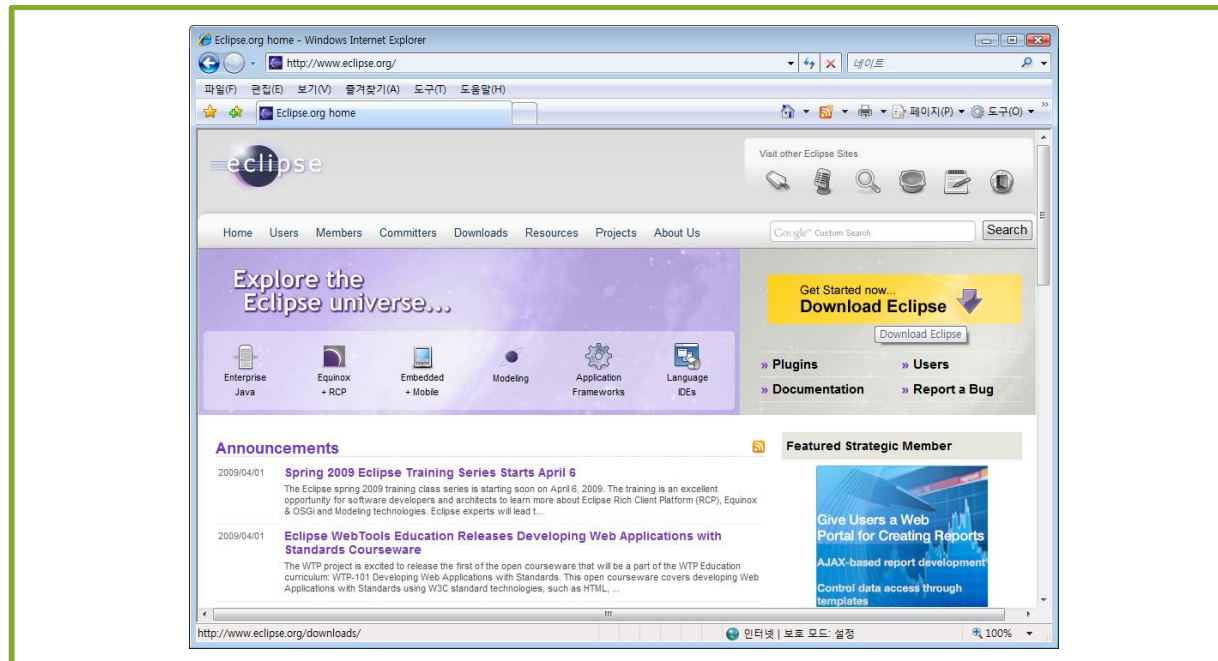 Eclipse.org home - Windows Internet Explorer
http://www.eclipse.org/
네이트
파일(F) 편집(E) 보기(V) 즐겨찾기(A) 도구(T) 도움말(H)
Eclipse.org home
페이지(P) 도구(O)
eclipse
Visit other Eclipse Sites
Home Users Members Committers Downloads Resources Projects About Us
Google™ Custom Search
Search
Explore the
Eclipse universe...
Get Started now...
Download Eclipse
Download Eclipse
Enterprise
Java
Equinox
+ RCP
Embedded
+ Mobile
Modeling
Application
Frameworks
Language
IDEs
» Plugins » Users
» Documentation » Report a Bug
Announcements
2009/04/01 Spring 2009 Eclipse Training Series Starts April 6
The Eclipse spring 2009 training class series is starting soon on April 6, 2009. The training is an excellent
opportunity for software developers and architects to learn more about Eclipse Rich Client Platform (RCP), Equinox
& OSGi and Modeling technologies. Eclipse experts will lead t...
2009/04/01 Eclipse WebTools Education Releases Developing Web Applications with
Standards Courseware
The WTP project is excited to release the first of the open courseware that will be a part of the WTP Education
curriculum: WTP-101 Developing Web Applications with Standards. This open courseware covers developing Web
Applications with Standards using W3C standard technologies, such as HTML, ...
Featured Strategic Member
Give Users a Web
Portal for Creating Reports
AJAX-based report development
Control data access through
templates
http://www.eclipse.org/downloads/
인터넷 | 보호 모드: 설정
100%